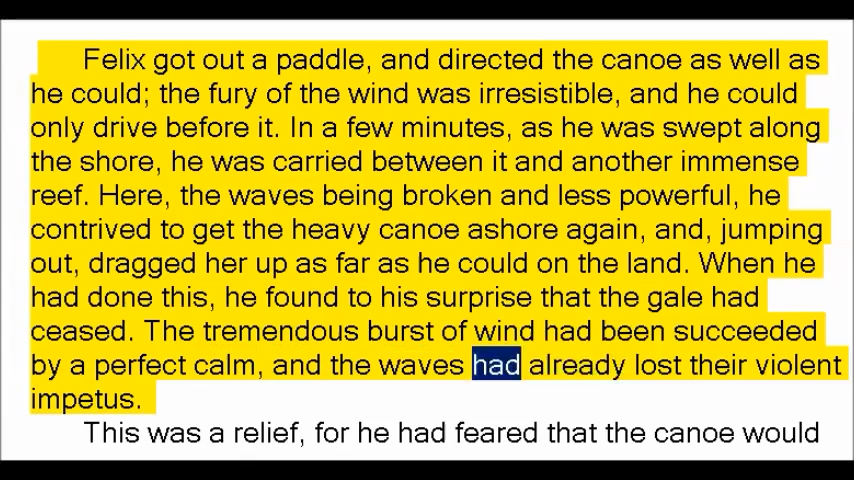 Felix got out a paddle, and directed the canoe as well as
he could; the fury of the wind was irresistible, and he could
only drive before it. In a few minutes, as he was swept along
the shore, he was carried between it and another immense
reef. Here, the waves being broken and less powerful, he
contrived to get the heavy canoe ashore again, and, jumping
out, dragged her up as far as he could on the land. When he
had done this, he found to his surprise that the gale had
ceased. The tremendous burst of wind had been succeeded
by a perfect calm, and the waves had already lost their violent
impetus.
This was a relief, for he had feared that the canoe would